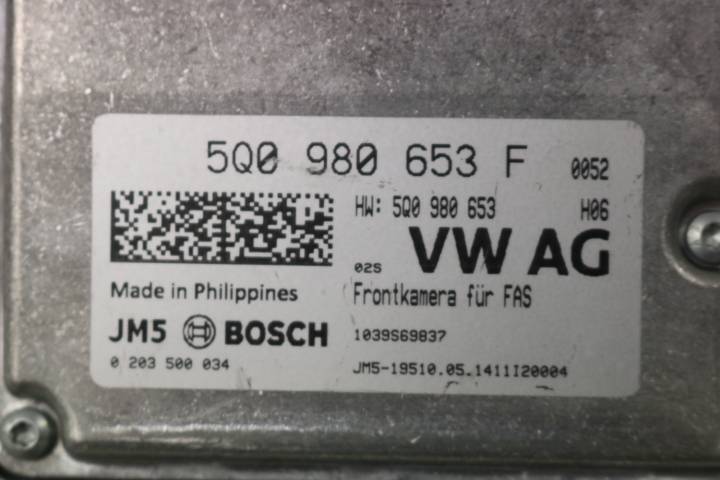 5Q0 980 653 F 0052
HW: 5Q0 980 653 H06
02S VW AG
Made in Philippines
Frontkamera für FAS
JM5 BOSCH
1039S69837
0 203 500 034
JM5-19510.05.1411I20004